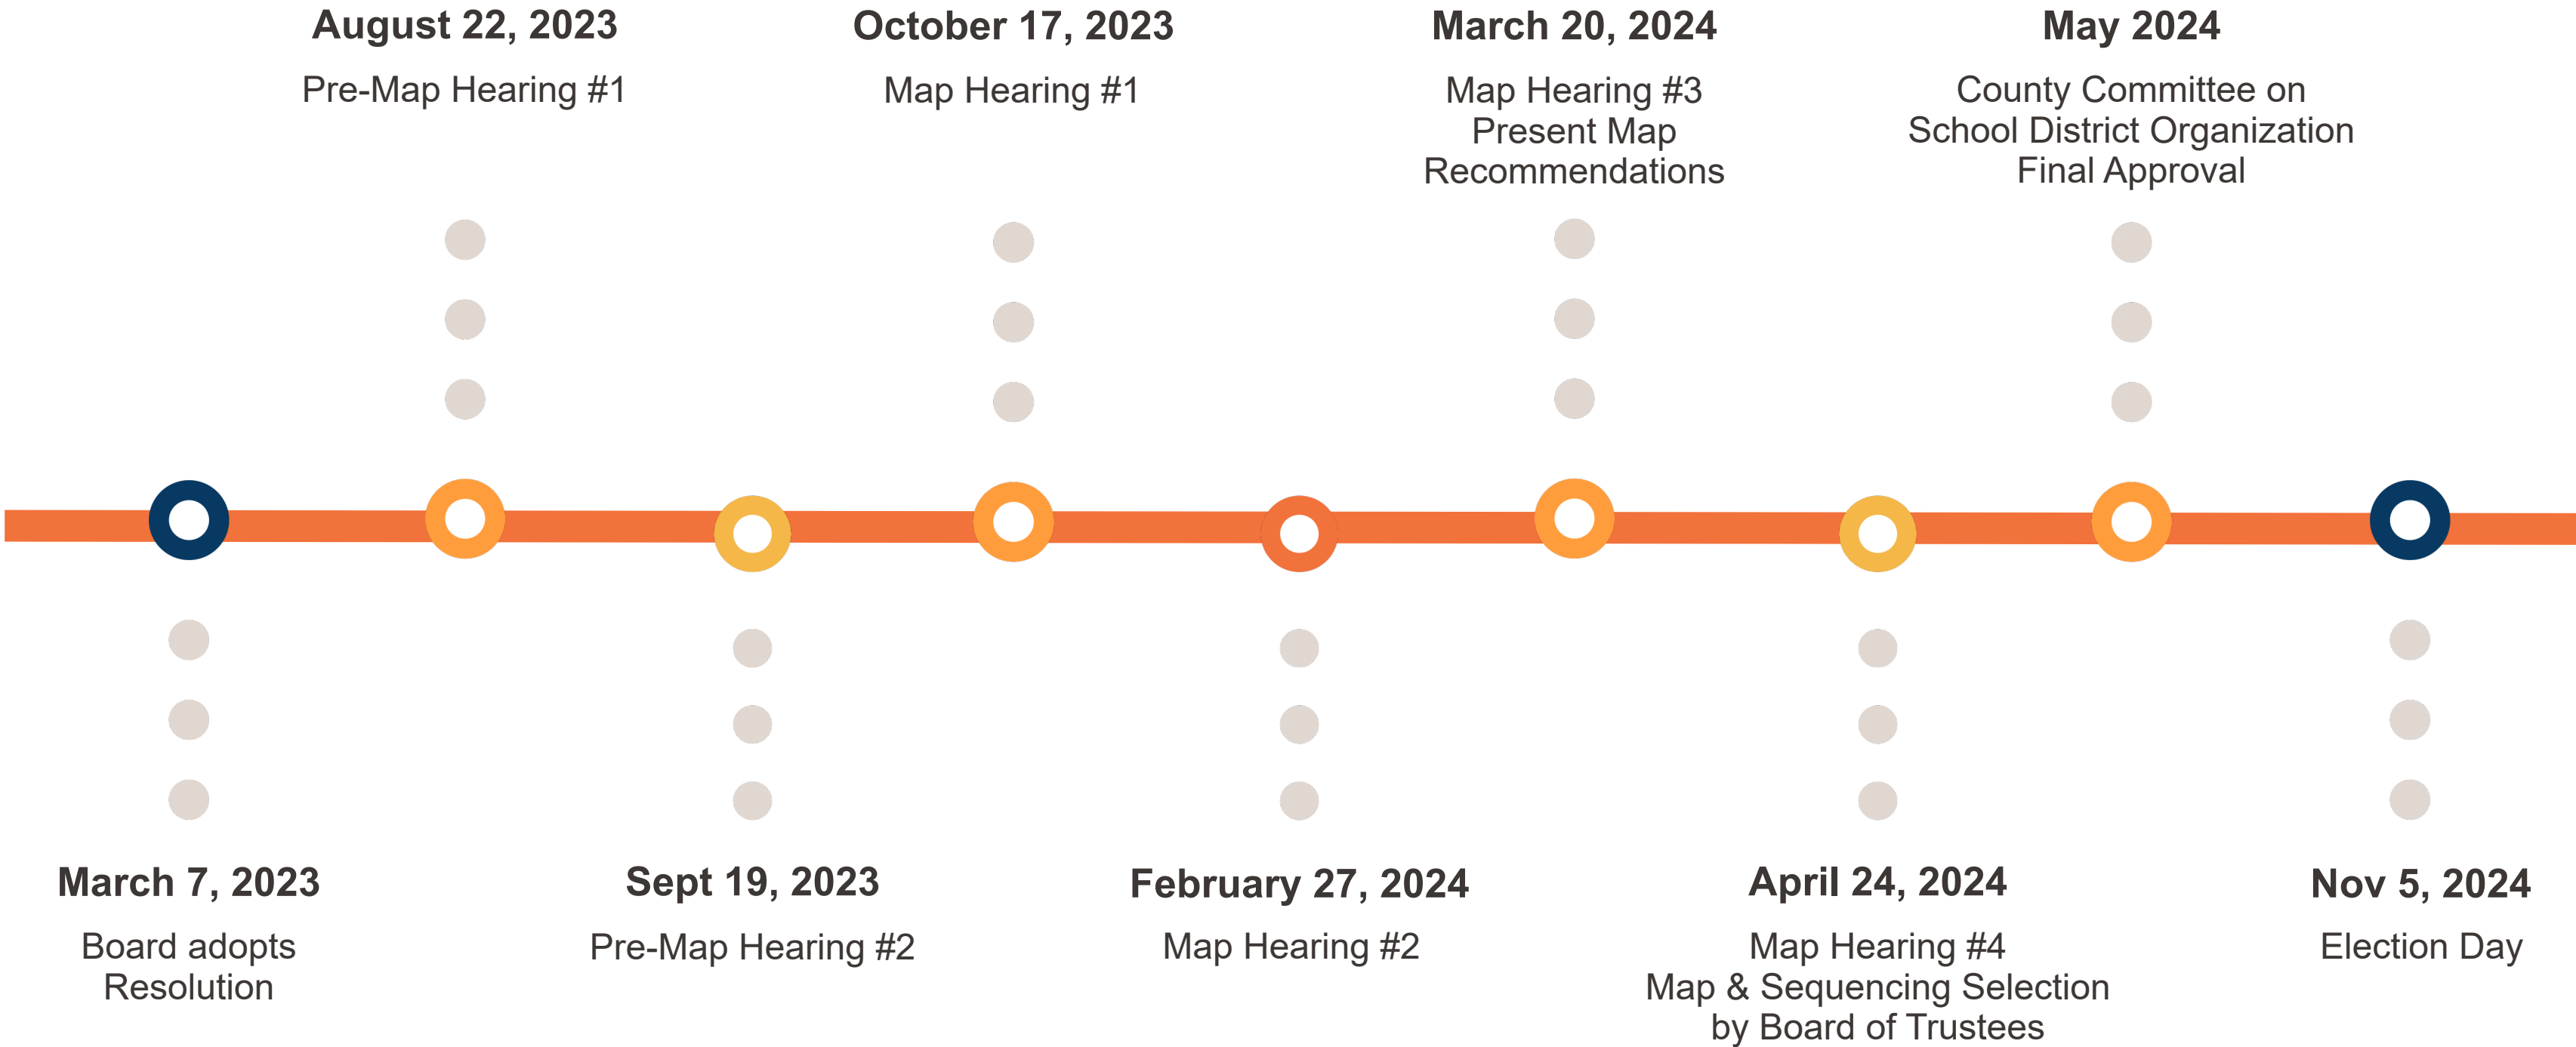 August 22, 2023
Pre-Map Hearing #1
October 17, 2023
Map Hearing #1
March 20, 2024
Map Hearing #3
Present Map
Recommendations
May 2024
County Committee on
School District Organization
Final Approval
March 7, 2023
Board adopts
Resolution
Sept 19, 2023
Pre-Map Hearing #2
February 27, 2024
Map Hearing #2
April 24, 2024
Map Hearing #4
Map & Sequencing Selection
by Board of Trustees
Nov 5, 2024
Election Day